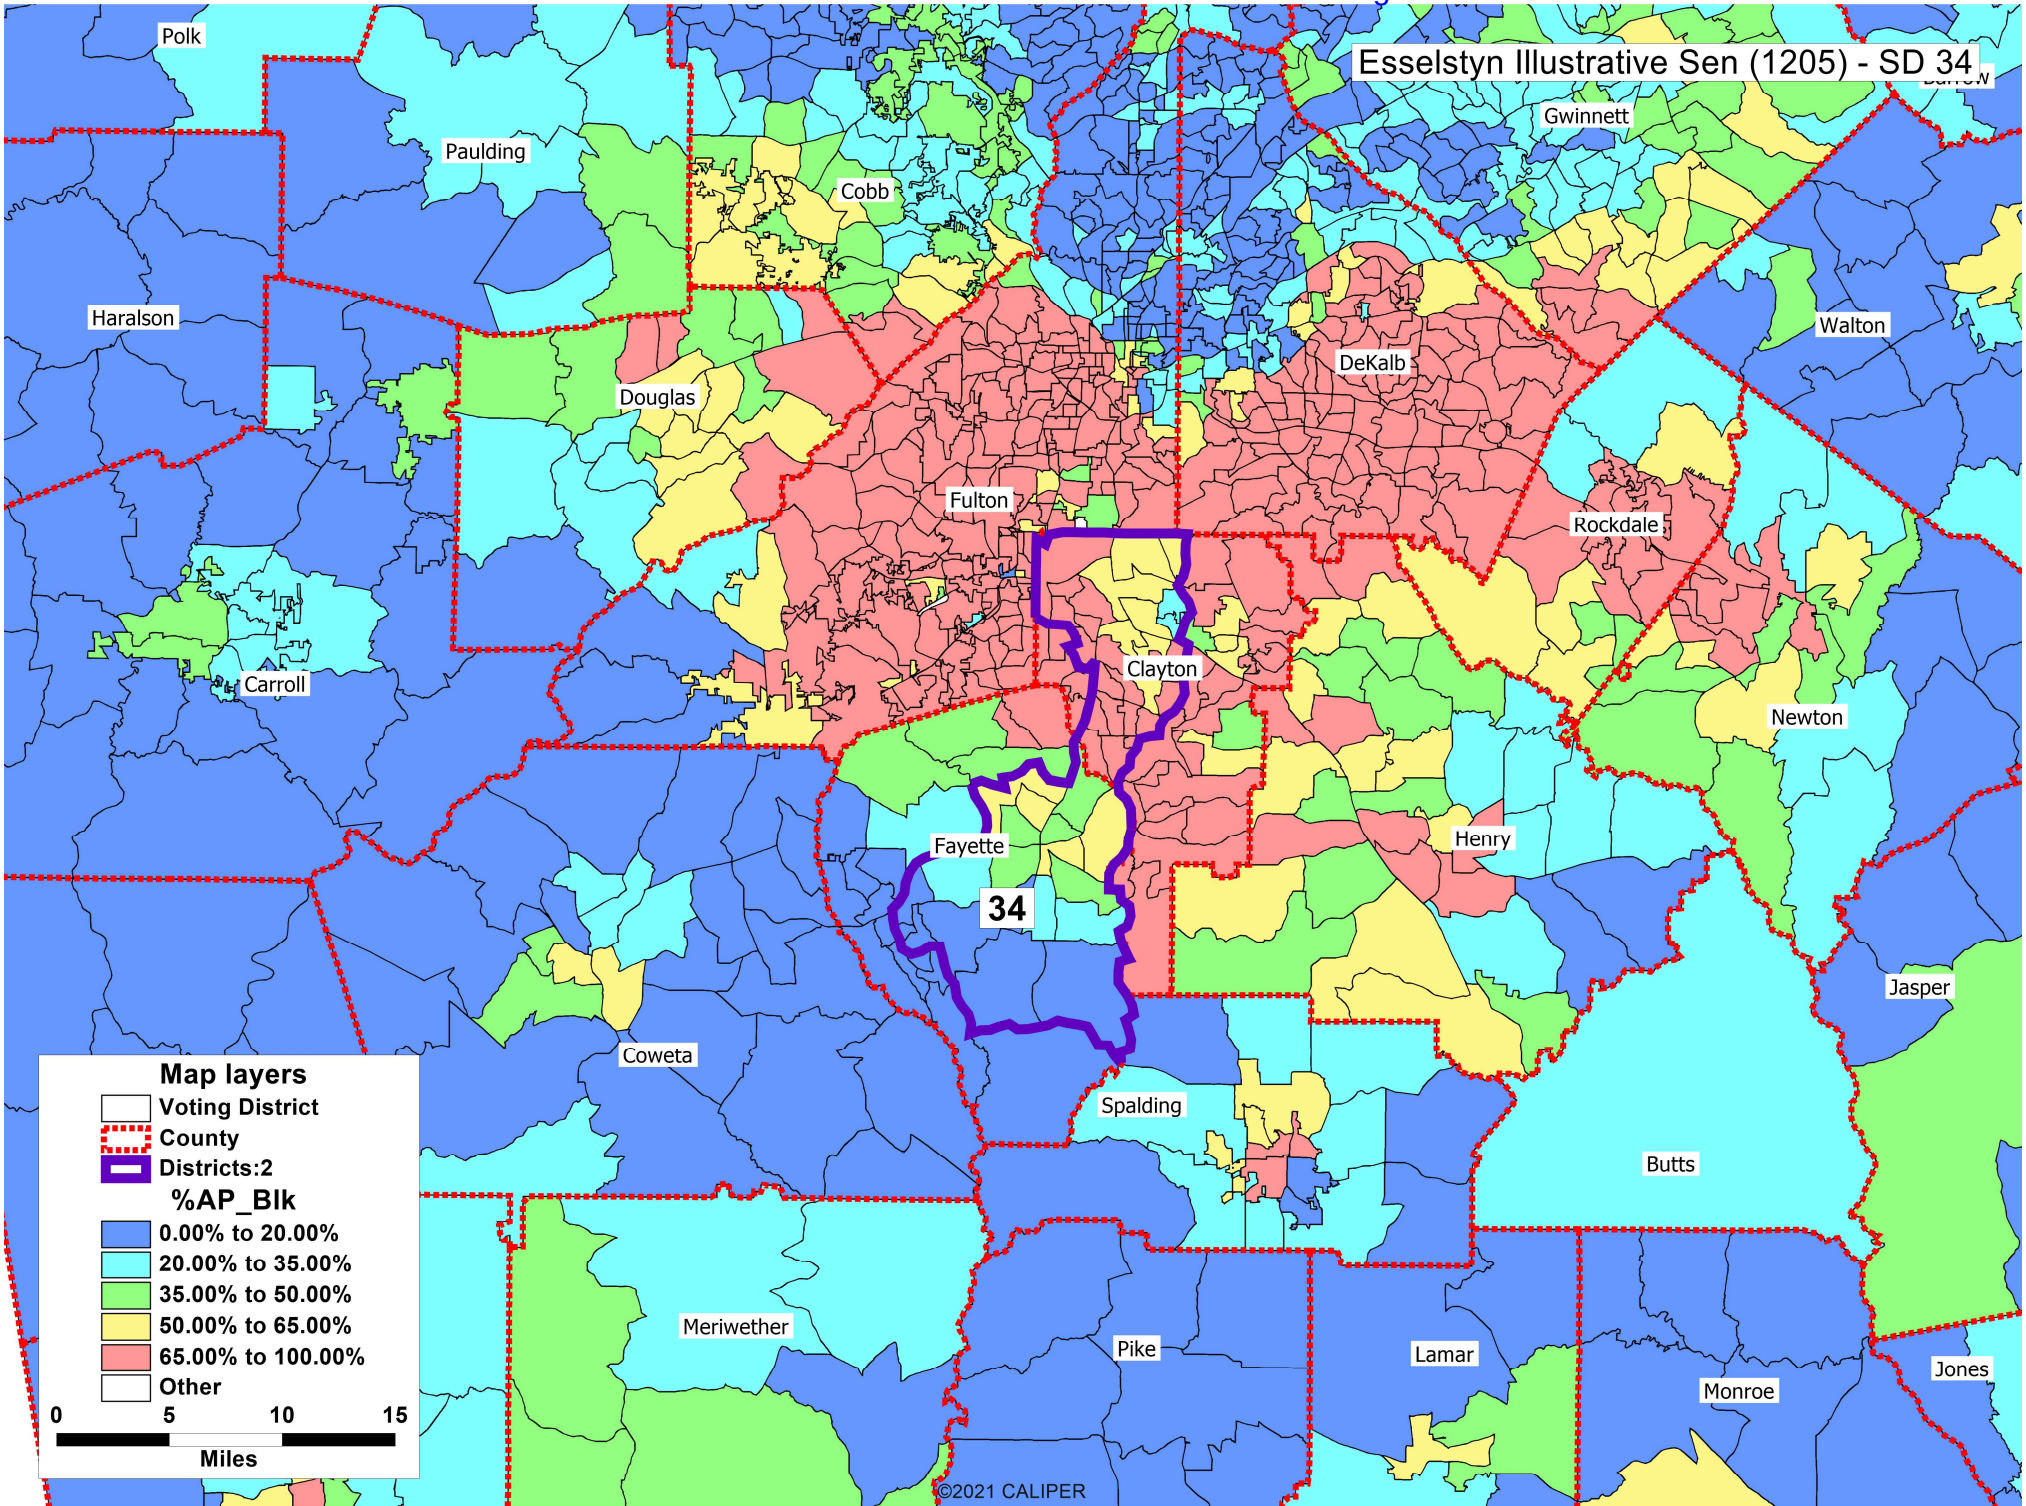 Polk
Esselstyn Illustrative Sen (1205) - SD 34
Gwinnett
Paulding
Cobb
Haralson
Walton
DeKalb
Douglas
Fulton
Rockdale
Clayton
Carroll
Newton
Henry
Fayette
34
Jasper
Coweta
Spalding
Butts
Meriwether
Pike
Lamar
Jones
Monroe
Map layers
Voting District
County
Districts:2
%AP_Blk
0.00% to 20.00%
20.00% to 35.00%
35.00% to 50.00%
50.00% to 65.00%
65.00% to 100.00%
Other
0 5 10 15
Miles
©2021 CALIPER